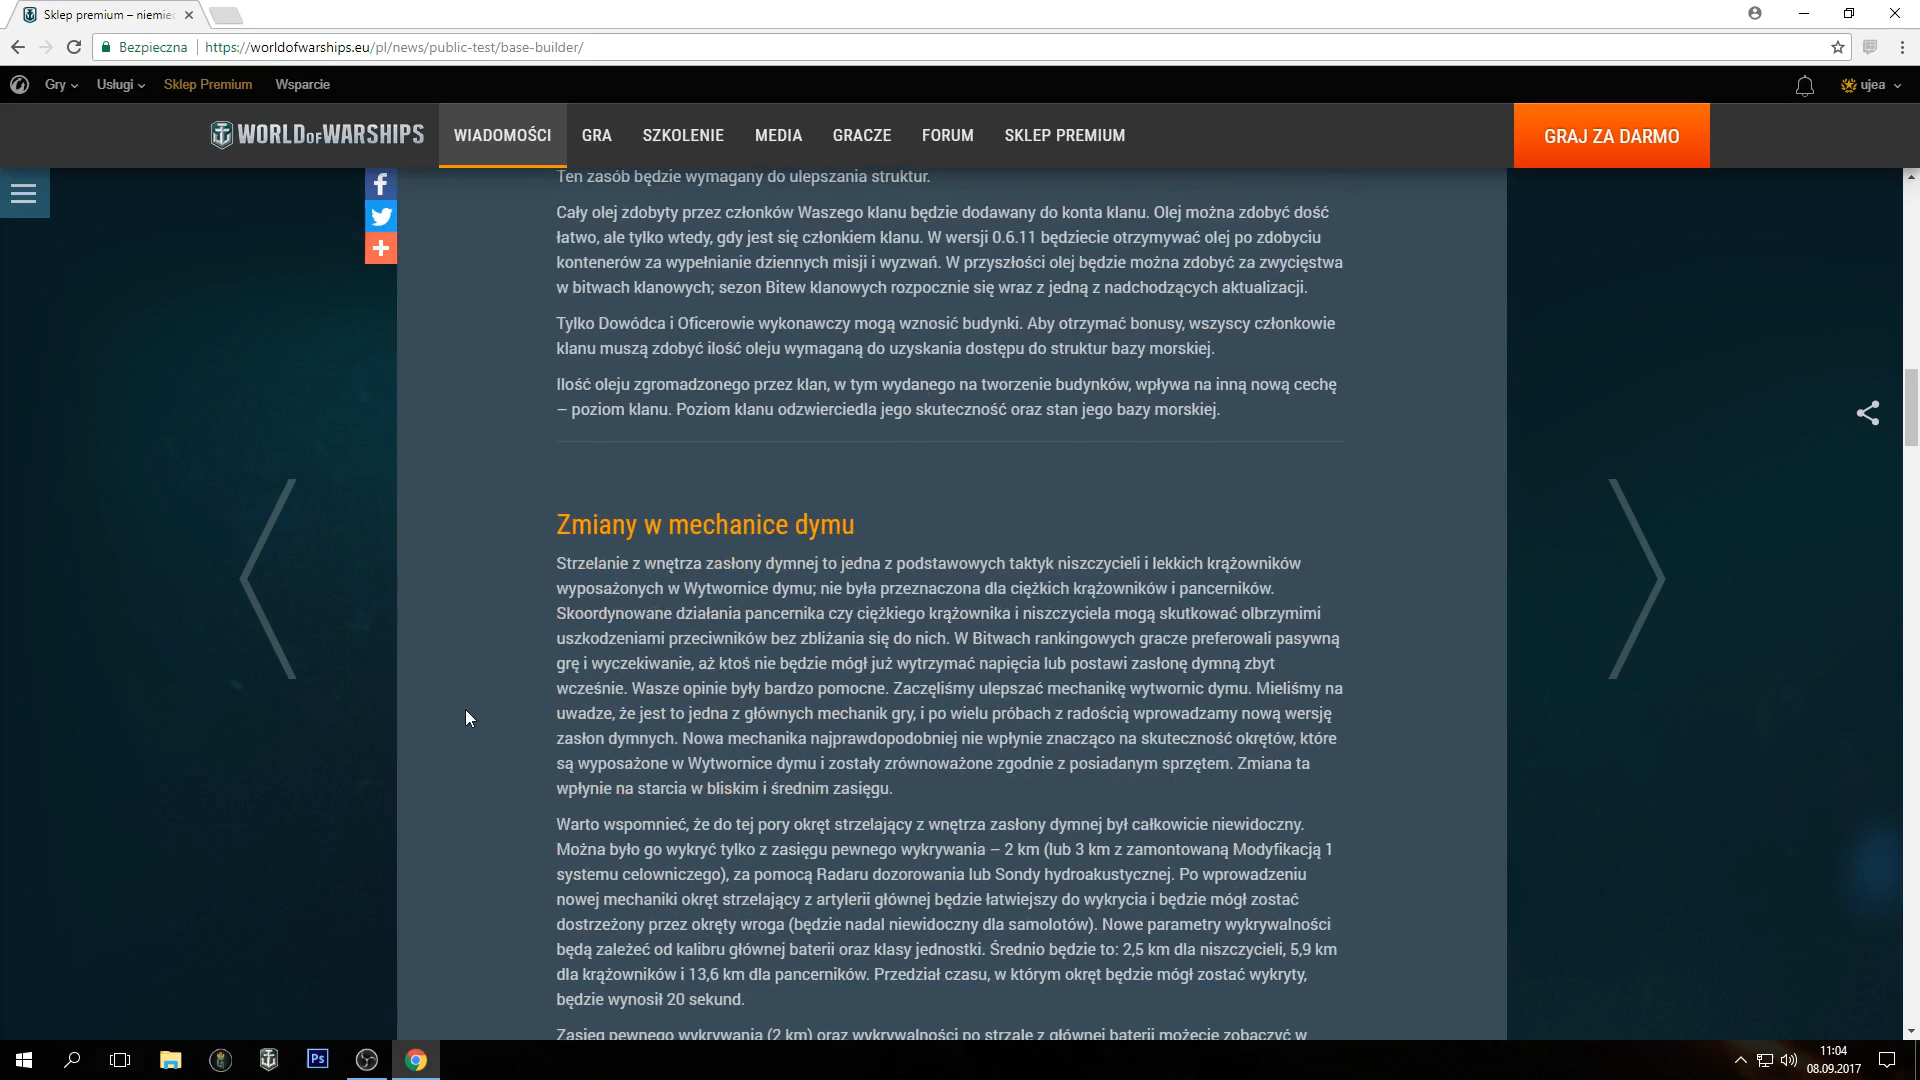 Sklep premium – niemie
Bezpieczna
https://worldofwarships.eu/pl/news/public-test/base-builder/
Gry
Usługi
Sklep Premium
Wsparcie
ujea
WORLD OF WARSHIPS
WIADOMOŚCI
GRA
SZKOLENIE
MEDIA
GRACZE
FORUM
SKLEP PREMIUM
GRAJ ZA DARMO
Ten zasób będzie wymagany do ulepszania struktur.
Cały olej zdobyty przez członków Waszego klanu będzie dodawany do konta klanu. Olej można zdobyć dość
łatwo, ale tylko wtedy, gdy jest się członkiem klanu. W wersji 0.6.11 będziecie otrzymywać olej po zdobyciu
kontenerów za wypełnianie dziennych misji i wyzwań. W przyszłości olej będzie można zdobyć za zwycięstwa
w bitwach klanowych; sezon Bitew klanowych rozpocznie się wraz z jedną z nadchodzących aktualizacji.
Tylko Dowódca i Oficerowie wykonawczy mogą wznosić budynki. Aby otrzymać bonusy, wszyscy członkowie
klanu muszą zdobyć ilość oleju wymaganą do uzyskania dostępu do struktur bazy morskiej.
Ilość oleju zgromadzonego przez klan, w tym wydanego na tworzenie budynków, wpływa na inną nową cechę
– poziom klanu. Poziom klanu odzwierciedla jego skuteczność oraz stan jego bazy morskiej.
Zmiany w mechanice dymu
Strzelanie z wnętrza zasłony dymnej to jedna z podstawowych taktyk niszczycieli i lekkich krążowników
wyposażonych w Wytwornice dymu; nie była przeznaczona dla ciężkich krążowników i pancerników.
Skoordynowane działania pancernika czy ciężkiego krążownika i niszczyciela mogą skutkować olbrzymimi
uszkodzeniami przeciwników bez zbliżania się do nich. W Bitwach rankingowych gracze preferowali pasywną
grę i wyczekiwanie, aż ktoś nie będzie mógł już wytrzymać napięcia lub postawi zasłonę dymną zbyt
wcześnie. Wasze opinie były bardzo pomocne. Zaczęliśmy ulepszać mechanikę wytwornic dymu. Mieliśmy na
uwadze, że jest to jedna z głównych mechanik gry, i po wielu próbach z radością wprowadzamy nową wersję
zasłon dymnych. Nowa mechanika najprawdopodobniej nie wpłynie znacząco na skuteczność okrętów, które
są wyposażone w Wytwornice dymu i zostały zrównoważone zgodnie z posiadanym sprzętem. Zmiana ta
wpłynie na starcia w bliskim i średnim zasięgu.
Warto wspomnieć, że do tej pory okręt strzelający z wnętrza zasłony dymnej był całkowicie niewidoczny.
Można było go wykryć tylko z zasięgu pewnego wykrywania – 2 km (lub 3 km z zamontowaną Modyfikacją 1
systemu celowniczego), za pomocą Radaru dozorowania lub Sondy hydroakustycznej. Po wprowadzeniu
nowej mechaniki okręt strzelający z artylerii głównej będzie łatwiejszy do wykrycia i będzie mógł zostać
dostrzeżony przez okręty wroga (będzie nadal niewidoczny dla samolotów). Nowe parametry wykrywalności
będą zależeć od kalibru głównej baterii oraz klasy jednostki. Średnio będzie to: 2,5 km dla niszczycieli, 5,9 km
dla krążowników i 13,6 km dla pancerników. Przedział czasu, w którym okręt będzie mógł zostać wykryty,
będzie wynosił 20 sekund.
Zasięg pewnego wykrywania (2 km) oraz wykrywalności po strzale z głównej baterii możecie zobaczyć w
Ps
11:04
08.09.2017